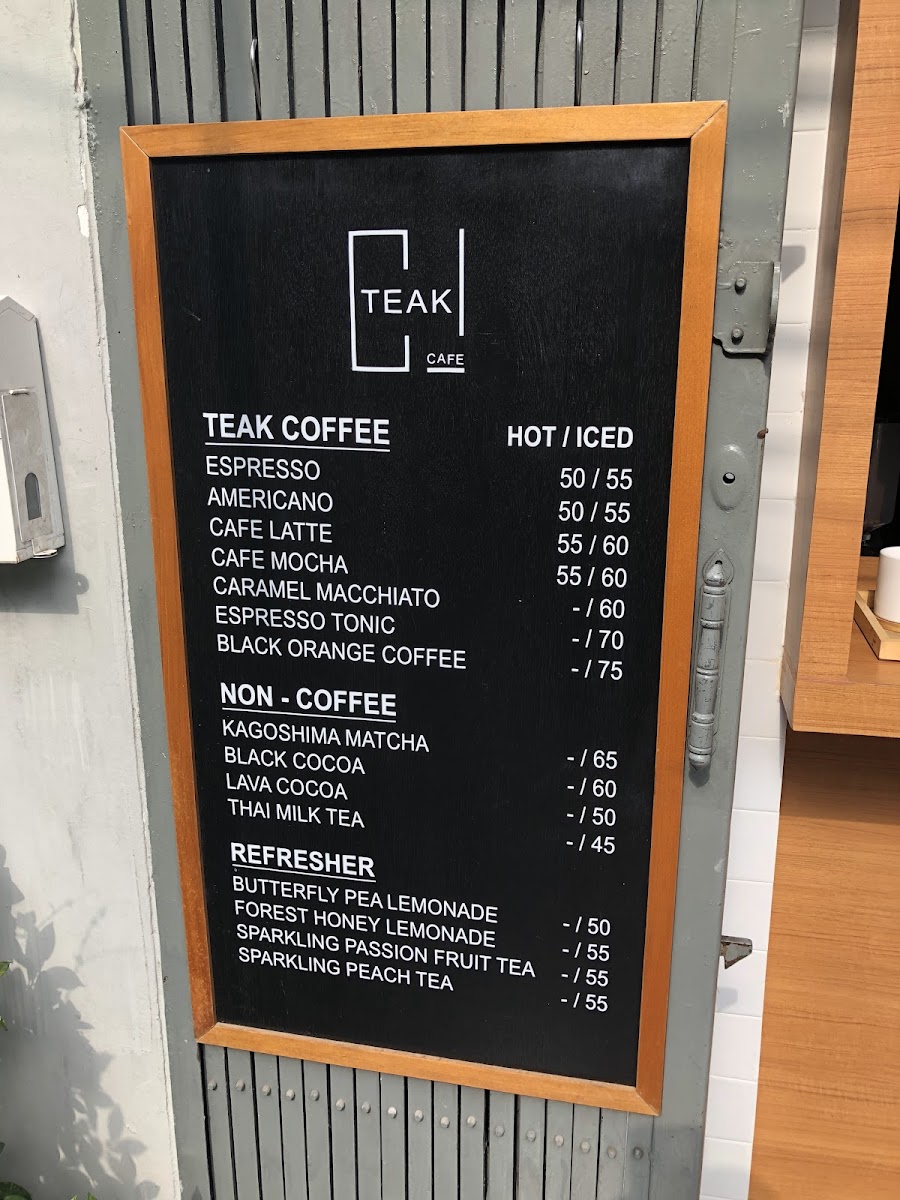 TEAK
CAFE
TEAK COFFEE HOT / ICED
ESPRESSO 50 / 55
AMERICANO 50 / 55
CAFE LATTE 55 / 60
CAFE MOCHA 55 / 60
CARAMEL MACCHIATO - / 60
ESPRESSO TONIC - / 70
BLACK ORANGE COFFEE - / 75
NON - COFFEE
KAGOSHIMA MATCHA - / 65
BLACK COCOA - / 60
LAVA COCOA - / 50
THAI MILK TEA - / 45
REFRESHER
BUTTERFLY PEA LEMONADE - / 50
FOREST HONEY LEMONADE - / 55
SPARKLING PASSION FRUIT TEA - / 55
SPARKLING PEACH TEA - / 55